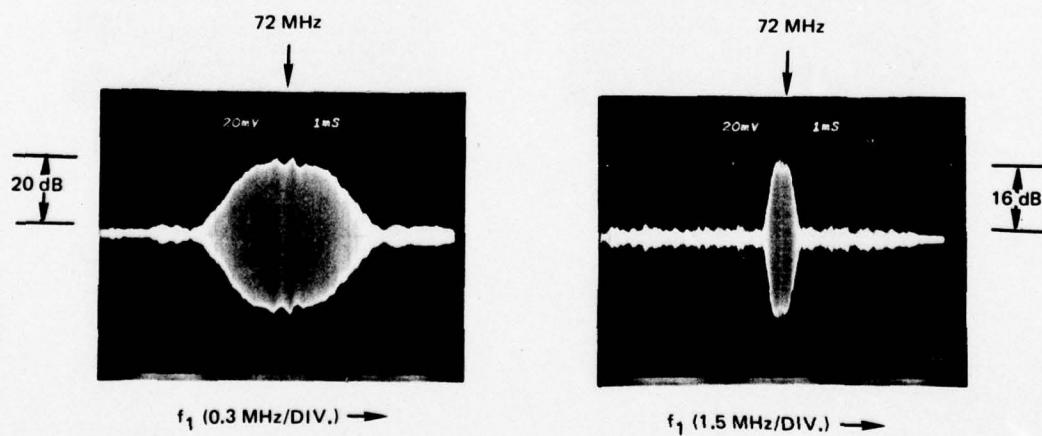 72 MHz
72 MHz
20mV 1mS
20mV 1mS
20 dB
16 dB
f₁ (0.3 MHz/DIV.)
f₁ (1.5 MHz/DIV.)